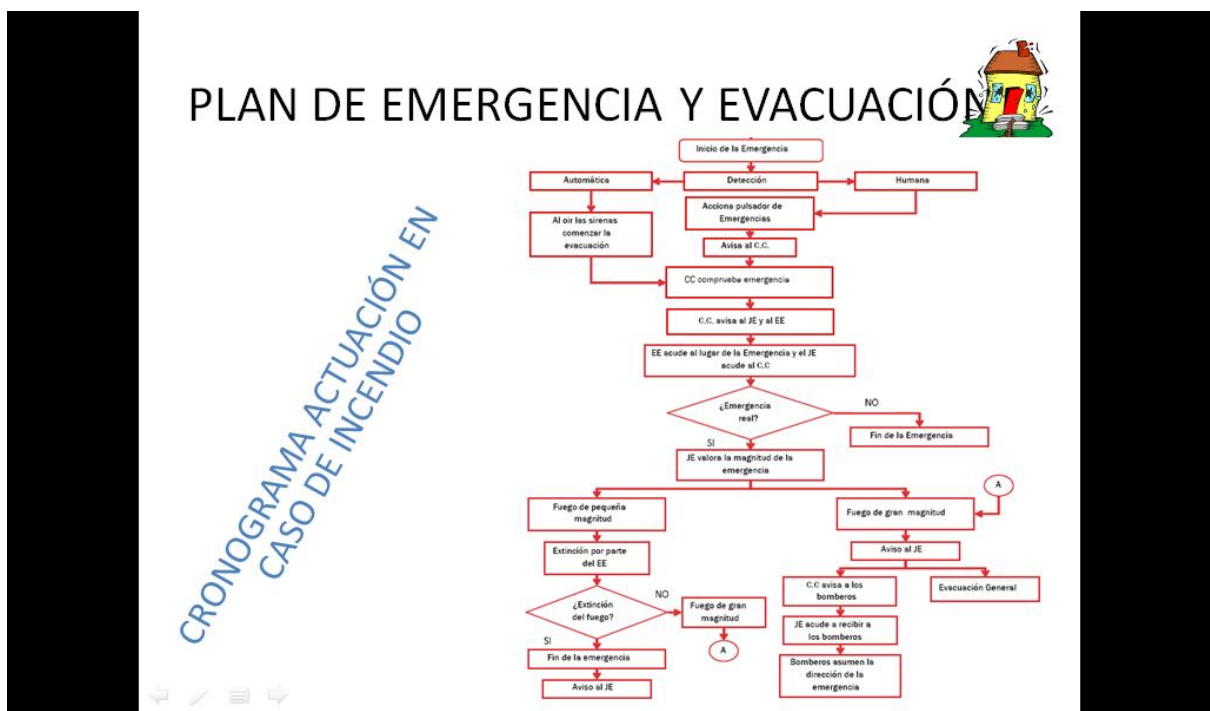 PLAN DE EMERGENCIA Y EVACUACIÓN
CRONOGRAMA ACTUACIÓN EN
CASO DE INCENDIO
Inicio de la Emergencia
Automática
Detección
Humana
Al oir las sirenas
comenzar la
evacuación
Acciona pulsador de
Emergencias
Avisa al C.C.
CC comprueba emergencia
C.C. avisa al JE y al EE
EE acude al lugar de la Emergencia y el JE
acude al C.C
¿Emergencia
real?
NO
Fin de la Emergencia
SI
JE valora la magnitud de la
emergencia
Fuego de pequeña
magnitud
Extinción por parte
del EE
¿Extinción
del fuego?
NO
Fuego de gran
magnitud
A
SI
Fin de la emergencia
Aviso al JE
A
Fuego de gran magnitud
Aviso al JE
C.C avisa a los
bomberos
Evacuación General
JE acude a recibir a
los bomberos
Bomberos asumen la
dirección de la
emergencia